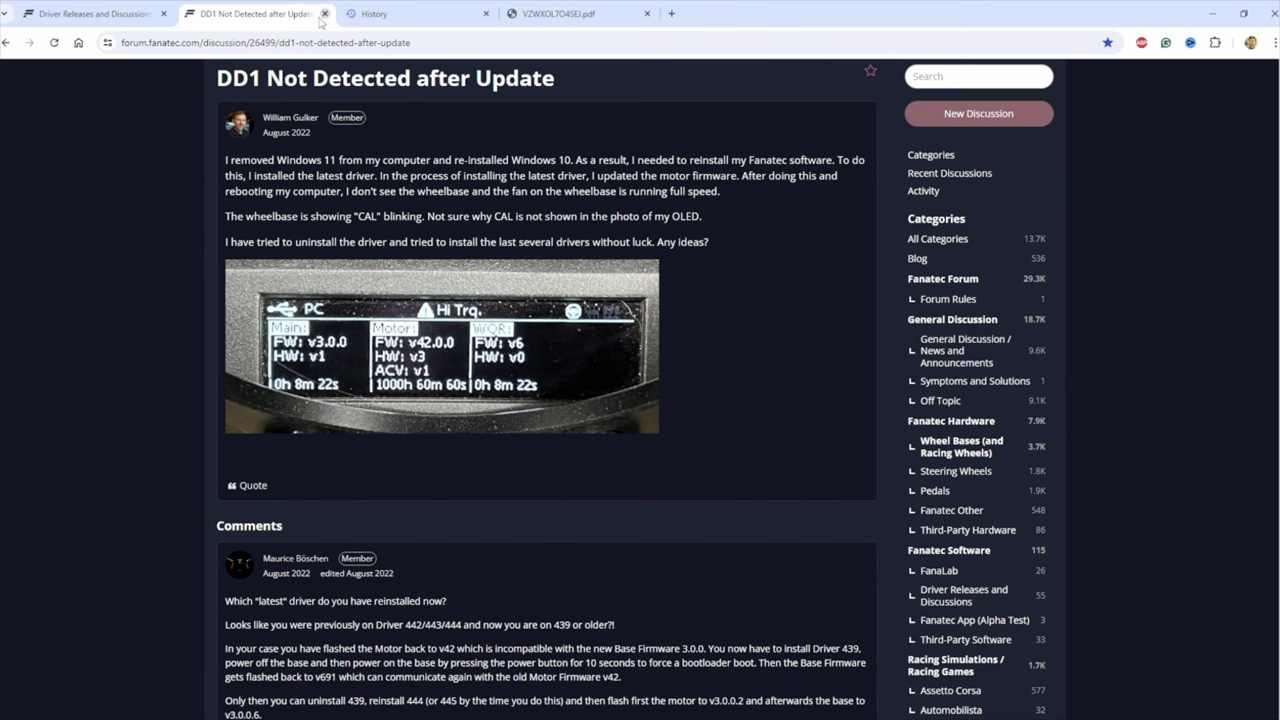 Driver Releases and Discussion
DD1 Not Detected after Updat
History
VZWXOL7O4SEJ.pdf
forum.fanatec.com/discussion/26499/dd1-not-detected-after-update
DD1 Not Detected after Update
William Gulker Member
August 2022
I removed Windows 11 from my computer and re-installed Windows 10. As a result, I needed to reinstall my Fanatec software. To do
this, I installed the latest driver. In the process of installing the latest driver, I updated the motor firmware. After doing this and
rebooting my computer, I don't see the wheelbase and the fan on the wheelbase is running full speed.
The wheelbase is showing "CAL" blinking. Not sure why CAL is not shown in the photo of my OLED.
I have tried to uninstall the driver and tried to install the last several drivers without luck. Any ideas?
PC Hi Trq.
Main: Motor: WQR:
FW: v3.0.0 FW: v42.0.0 FW: v6
HW: v1 HW: v3 HW: v0
ACV: v1
0h 8m 22s 1000h 60m 60s 0h 8m 22s
Quote
Comments
Maurice Böschen Member
August 2022 edited August 2022
Which "latest" driver do you have reinstalled now?
Looks like you were previously on Driver 442/443/444 and now you are on 439 or older?!
In your case you have flashed the Motor back to v42 which is incompatible with the new Base Firmware 3.0.0. You now have to install Driver 439,
power off the base and then power on the base by pressing the power button for 10 seconds to force a bootloader boot. Then the Base Firmware
gets flashed back to v691 which can communicate again with the old Motor Firmware v42.
Only then you can uninstall 439, reinstall 444 (or 445 by the time you do this) and then flash first the motor to v3.0.0.2 and afterwards the base to
v3.0.0.6.
Search
New Discussion
Categories
Recent Discussions
Activity
Categories
All Categories 13.7K
Blog 536
Fanatec Forum 29.3K
Forum Rules 1
General Discussion 18.7K
General Discussion /
News and 9.6K
Announcements
Symptoms and Solutions 1
Off Topic 9.1K
Fanatec Hardware 7.9K
Wheel Bases (and 3.7K
Racing Wheels)
Steering Wheels 1.8K
Pedals 1.9K
Fanatec Other 548
Third-Party Hardware 86
Fanatec Software 115
FanaLab 26
Driver Releases and 55
Discussions
Fanatec App (Alpha Test) 3
Third-Party Software 33
Racing Simulations / 1.7K
Games
Assetto Corsa 577
Automobilista 32